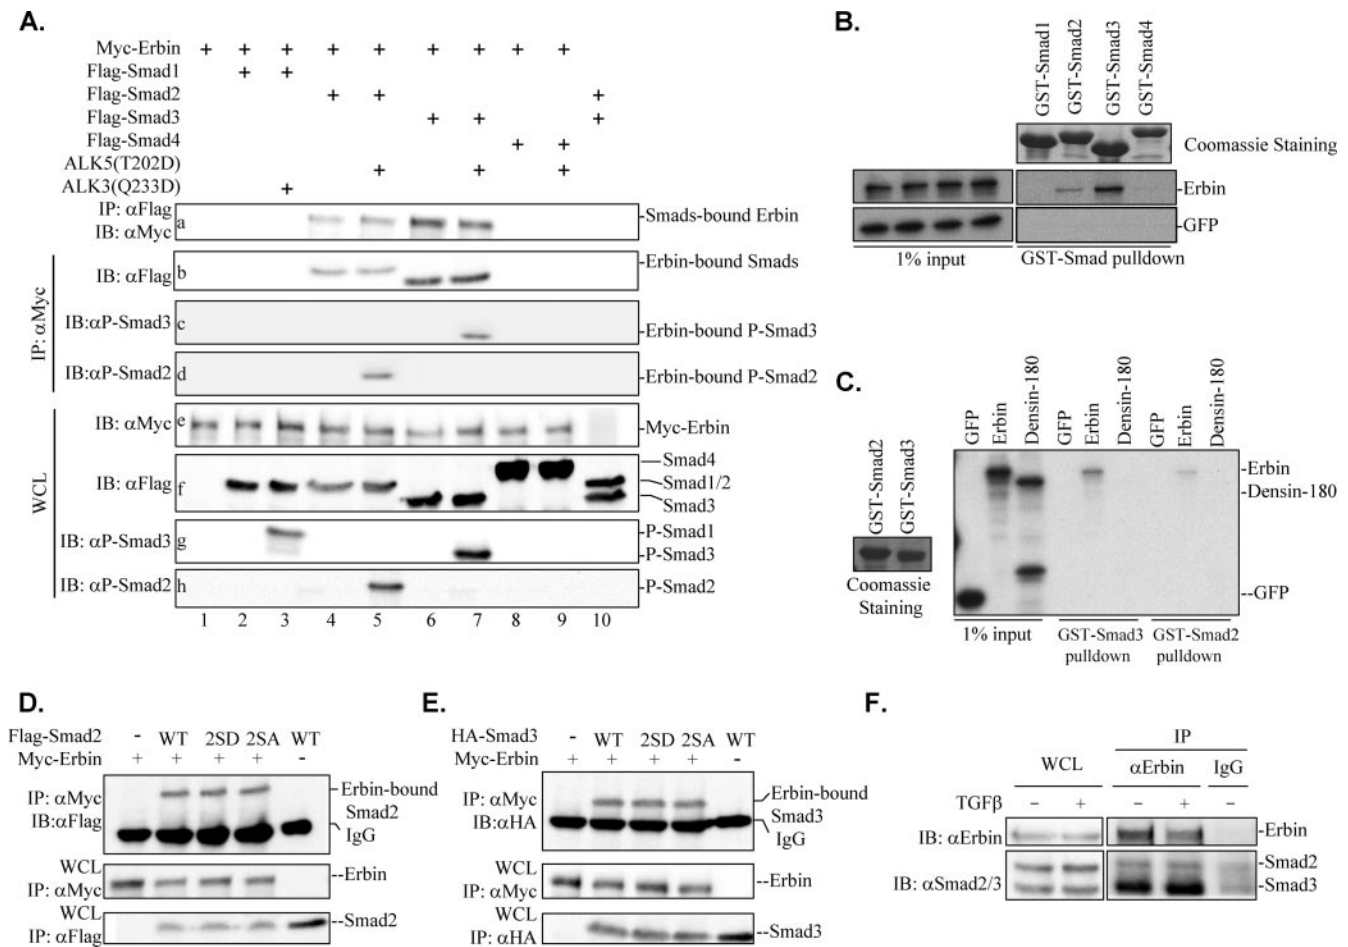 A.
Myc-Erbin + + + + + + + + +
Flag-Smad1 + +
Flag-Smad2 + + +
Flag-Smad3 + + +
Flag-Smad4 + +
ALK5(T202D) + + +
ALK3(Q233D) +
IP: αFlag
IB: αMyc
a
-Smads-bound Erbin
IP: αMyc
IB: αFlag
b
-Erbin-bound Smads
IB:αP-Smad3
c
-Erbin-bound P-Smad3
IB:αP-Smad2
d
-Erbin-bound P-Smad2
WCL
IB: αMyc
e
-Myc-Erbin
IB: αFlag
f
Smad4
Smad1/2
Smad3
IB: αP-Smad3
g
-P-Smad1
-P-Smad3
IB: αP-Smad2
h
-P-Smad2
1 2 3 4 5 6 7 8 9 10
B.
GST-Smad1
GST-Smad2
GST-Smad3
GST-Smad4
Coomassie Staining
-Erbin
-GFP
1% input
GST-Smad pulldown
C.
GST-Smad2
GST-Smad3
Coomassie
Staining
GFP
Erbin
Densin-180
GFP
Erbin
Densin-180
GFP
Erbin
Densin-180
-Erbin
-Densin-180
--GFP
1% input
GST-Smad3
pulldown
GST-Smad2
pulldown
D.
Flag-Smad2 - WT 2SD 2SA WT
Myc-Erbin + + + + -
IP: αMyc
IB:αFlag
Erbin-bound
Smad2
IgG
WCL
IP: αMyc
--Erbin
WCL
IP: αFlag
--Smad2
E.
HA-Smad3 - WT 2SD 2SA WT
Myc-Erbin + + + + -
IP: αMyc
IB:αHA
Erbin-bound
Smad3
IgG
WCL
IP: αMyc
--Erbin
WCL
IP: αHA
--Smad3
F.
IP
WCL αErbin IgG
TGFβ - + - + -
IB: αErbin
-Erbin
IB: αSmad2/3
-Smad2
-Smad3